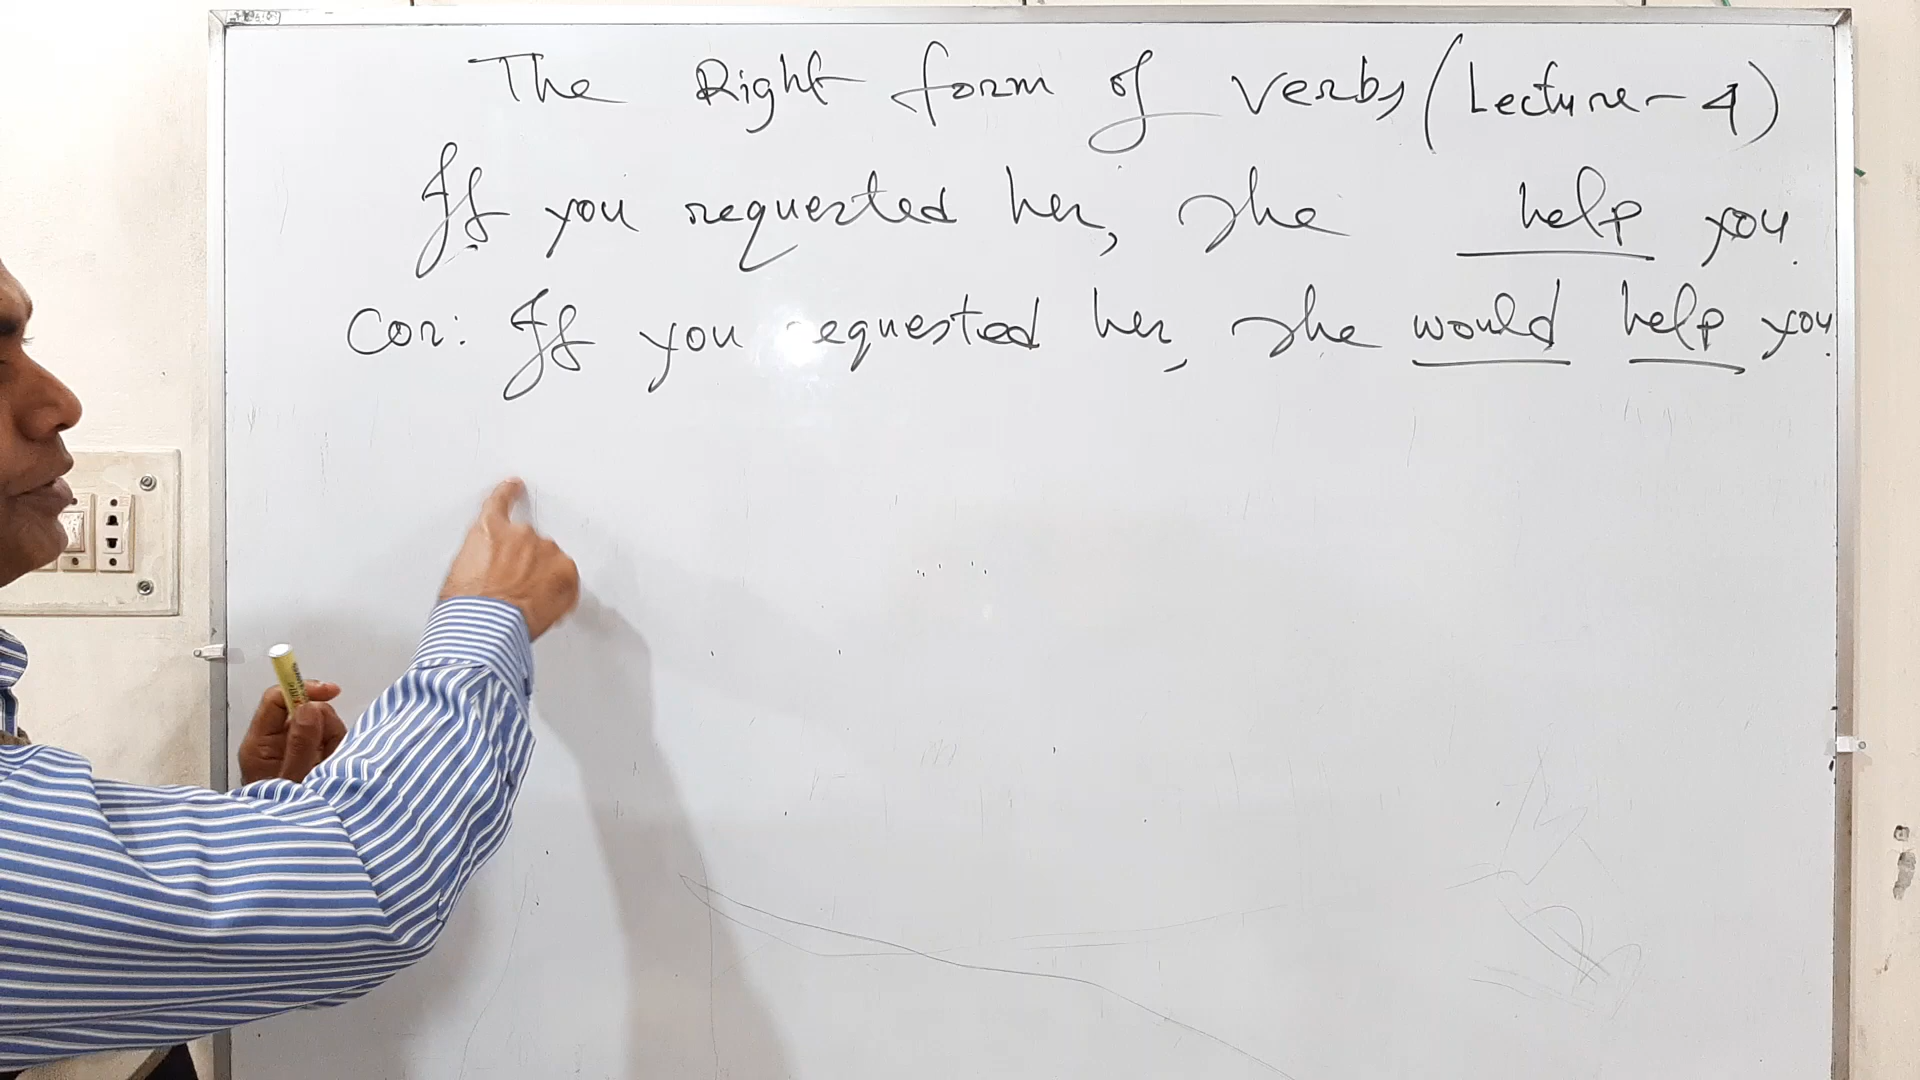 The Right form of verbs (Lecture-4)
If you requested her, she help you.
Cor: If you requested her, she would help you.